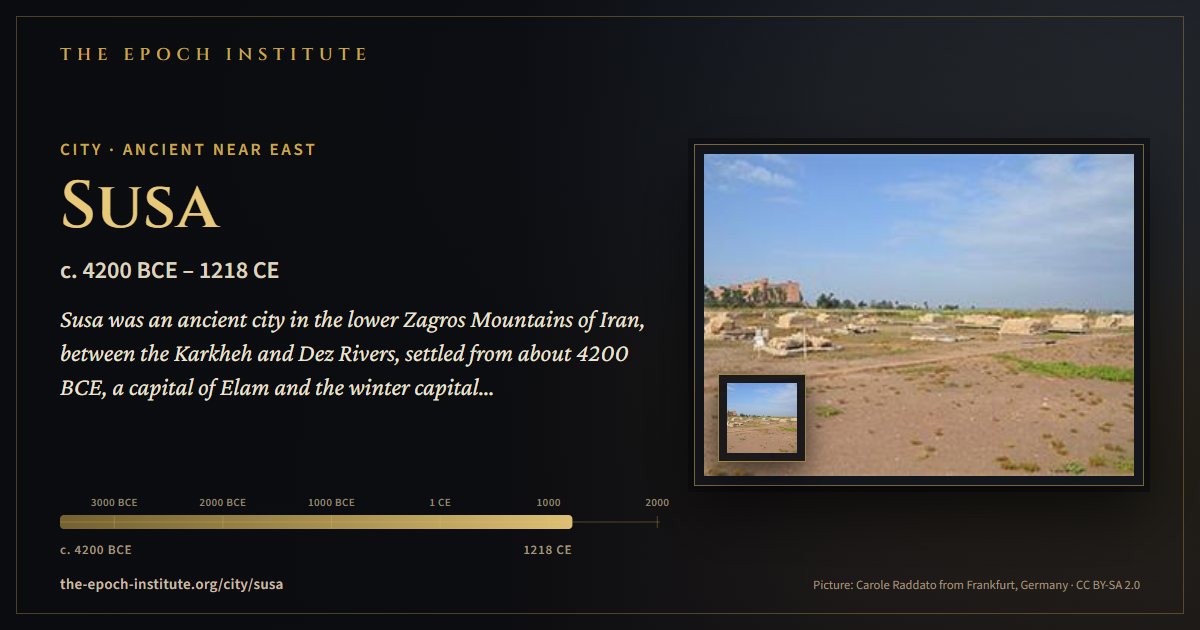 THE EPOCH INSTITUTE
CITY · ANCIENT NEAR EAST
SUSA
c. 4200 BCE – 1218 CE
Susa was an ancient city in the lower Zagros Mountains of Iran,
between the Karkheh and Dez Rivers, settled from about 4200
BCE, a capital of Elam and the winter capital...
3000 BCE 2000 BCE 1000 BCE 1 CE 1000 2000
c. 4200 BCE 1218 CE
the-epoch-institute.org/city/susa
Picture: Carole Raddato from Frankfurt, Germany · CC BY-SA 2.0